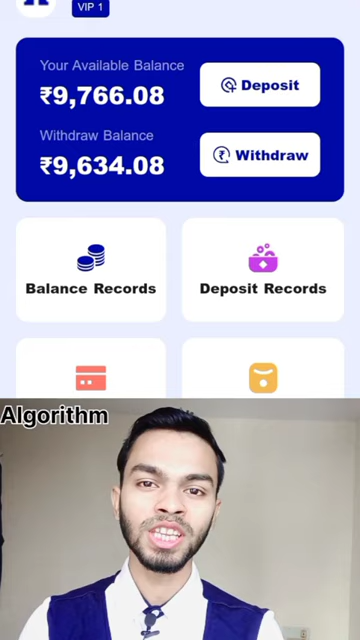 VIP 1
Your Available Balance
₹9,766.08
Deposit
Withdraw Balance
₹9,634.08
Withdraw
Balance Records
Deposit Records
Algorithm